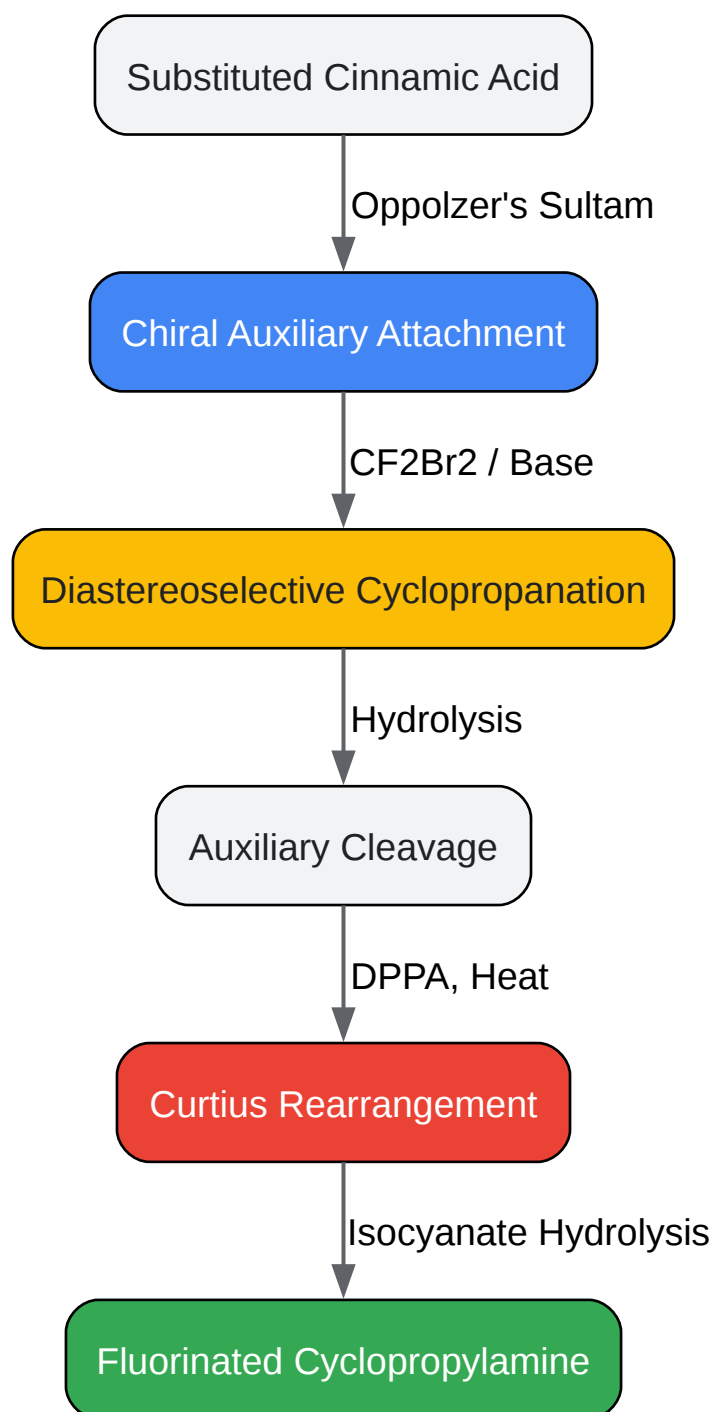 Substituted Cinnamic Acid
Oppolzer's Sultam
Chiral Auxiliary Attachment
CF2Br2 / Base
Diastereoselective Cyclopropanation
Hydrolysis
Auxiliary Cleavage
DPPA, Heat
Curtius Rearrangement
Isocyanate Hydrolysis
Fluorinated Cyclopropylamine